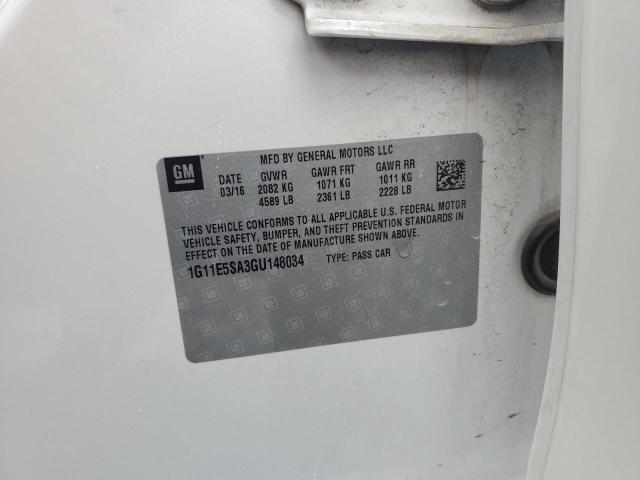 GM
MFD BY GENERAL MOTORS LLC
DATE GVWR GAWR FRT GAWR RR
03/16 2082 KG 1071 KG 1011 KG
4589 LB 2361 LB 2228 LB
THIS VEHICLE CONFORMS TO ALL APPLICABLE U.S. FEDERAL MOTOR
VEHICLE SAFETY, BUMPER, AND THEFT PREVENTION STANDARDS IN
EFFECT ON THE DATE OF MANUFACTURE SHOWN ABOVE.
1G11E5SA3GU148034 TYPE: PASS CAR